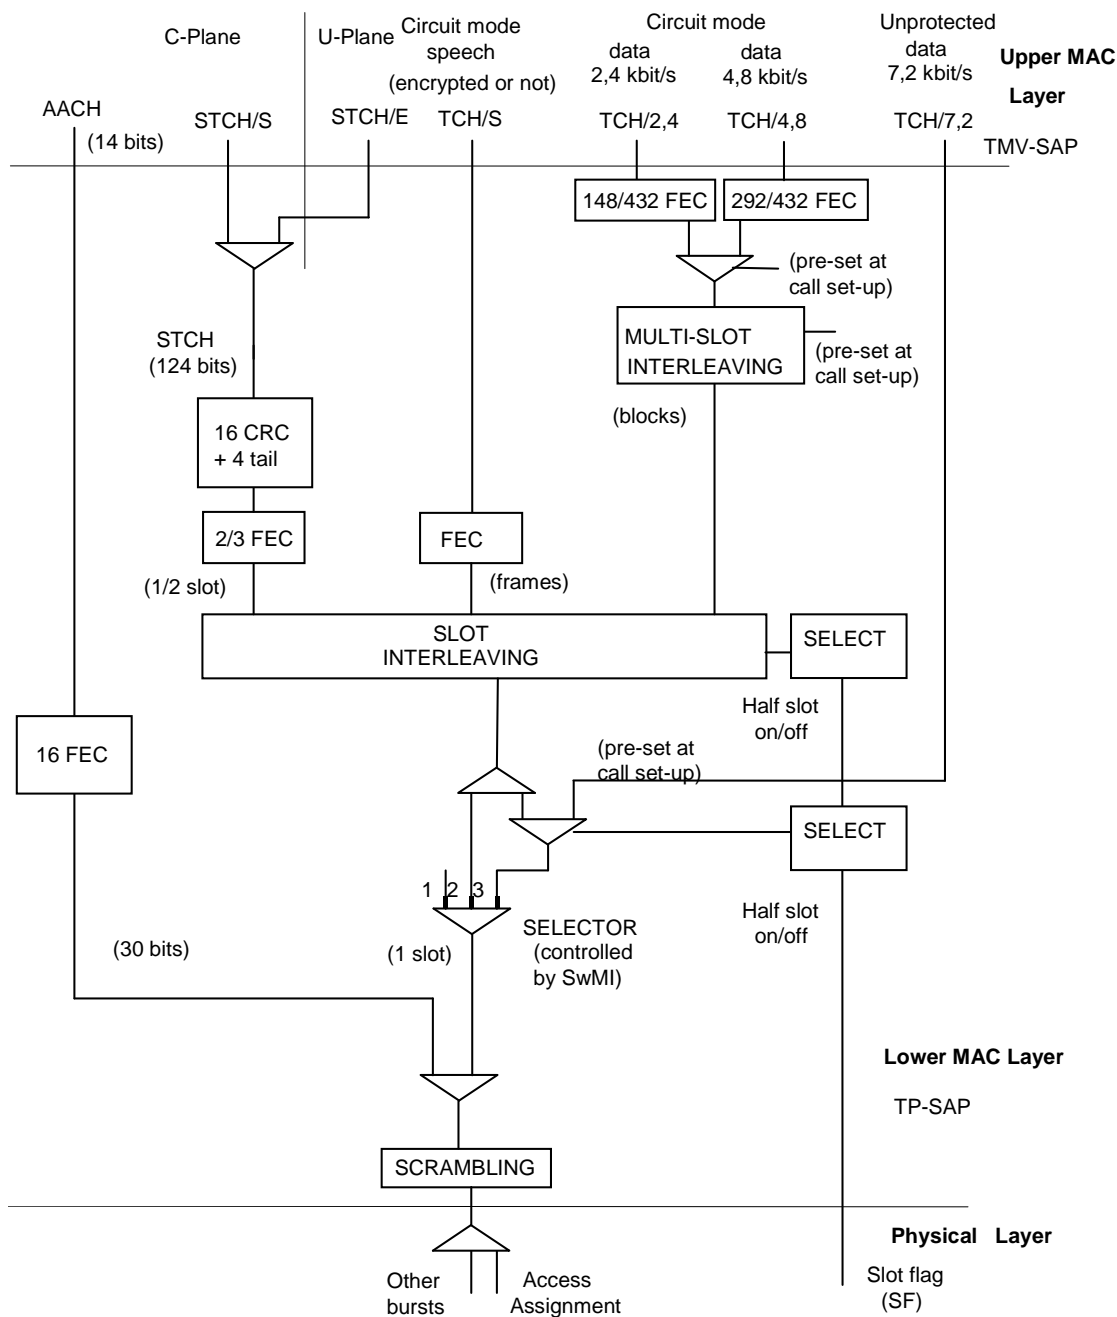 C-Plane
U-Plane
Circuit mode
speech
(encrypted or not)
Circuit mode
data
2,4 kbit/s
data
4,8 kbit/s
Unprotected
data
7,2 kbit/s
Upper MAC
Layer
AACH
(14 bits)
STCH/S
STCH/E
TCH/S
TCH/2,4
TCH/4,8
TCH/7,2
TMV-SAP
148/432 FEC
292/432 FEC
(pre-set at
call set-up)
STCH
(124 bits)
MULTI-SLOT
INTERLEAVING
(pre-set at
call set-up)
(blocks)
16 CRC
+ 4 tail
2/3 FEC
FEC
(1/2 slot)
(frames)
SLOT
INTERLEAVING
SELECT
Half slot
on/off
16 FEC
(pre-set at
call set-up)
SELECT
1 2 3
SELECTOR
(controlled
by SwMI)
Half slot
on/off
(30 bits)
(1 slot)
Lower MAC Layer
TP-SAP
SCRAMBLING
Physical Layer
Other
bursts
Access
Assignment
Slot flag
(SF)